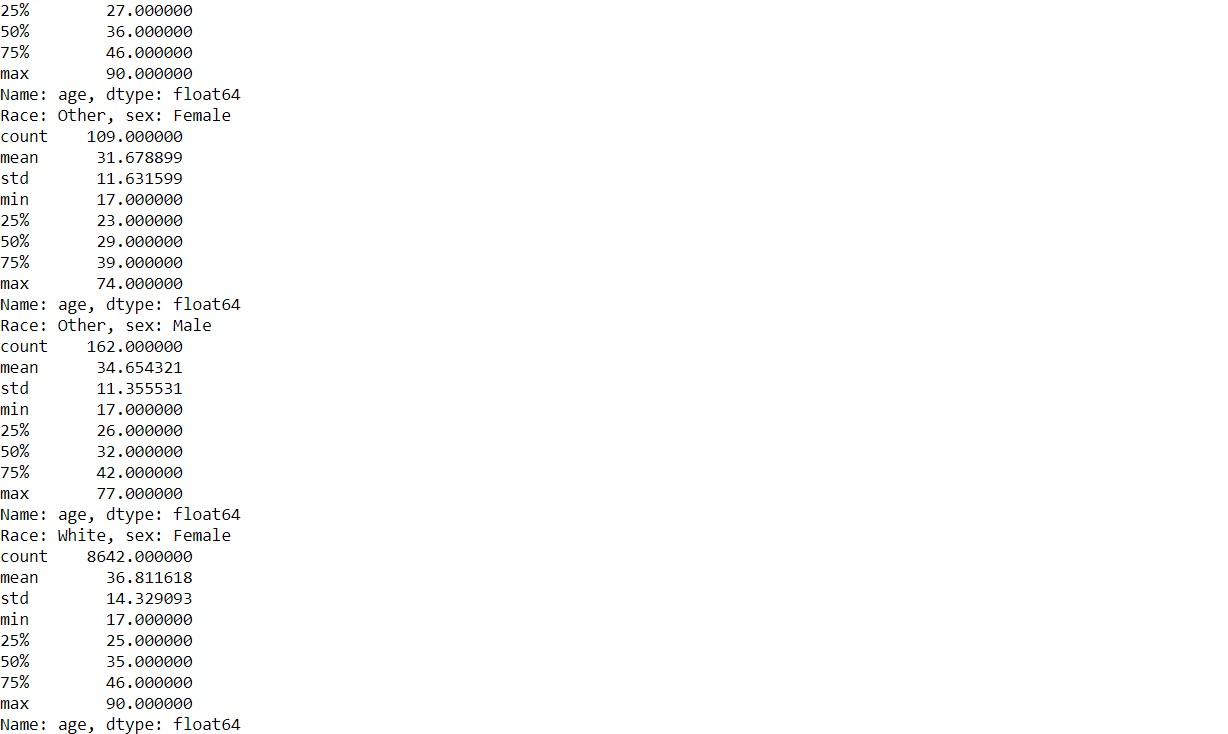 25%        27.000000
50%        36.000000
75%        46.000000
max        90.000000
Name: age, dtype: float64
Race: Other, sex: Female
count    109.000000
mean      31.678899
std       11.631599
min       17.000000
25%       23.000000
50%       29.000000
75%       39.000000
max       74.000000
Name: age, dtype: float64
Race: Other, sex: Male
count    162.000000
mean      34.654321
std       11.355531
min       17.000000
25%       26.000000
50%       32.000000
75%       42.000000
max       77.000000
Name: age, dtype: float64
Race: White, sex: Female
count    8642.000000
mean       36.811618
std        14.329093
min        17.000000
25%        25.000000
50%        35.000000
75%        46.000000
max        90.000000
Name: age, dtype: float64